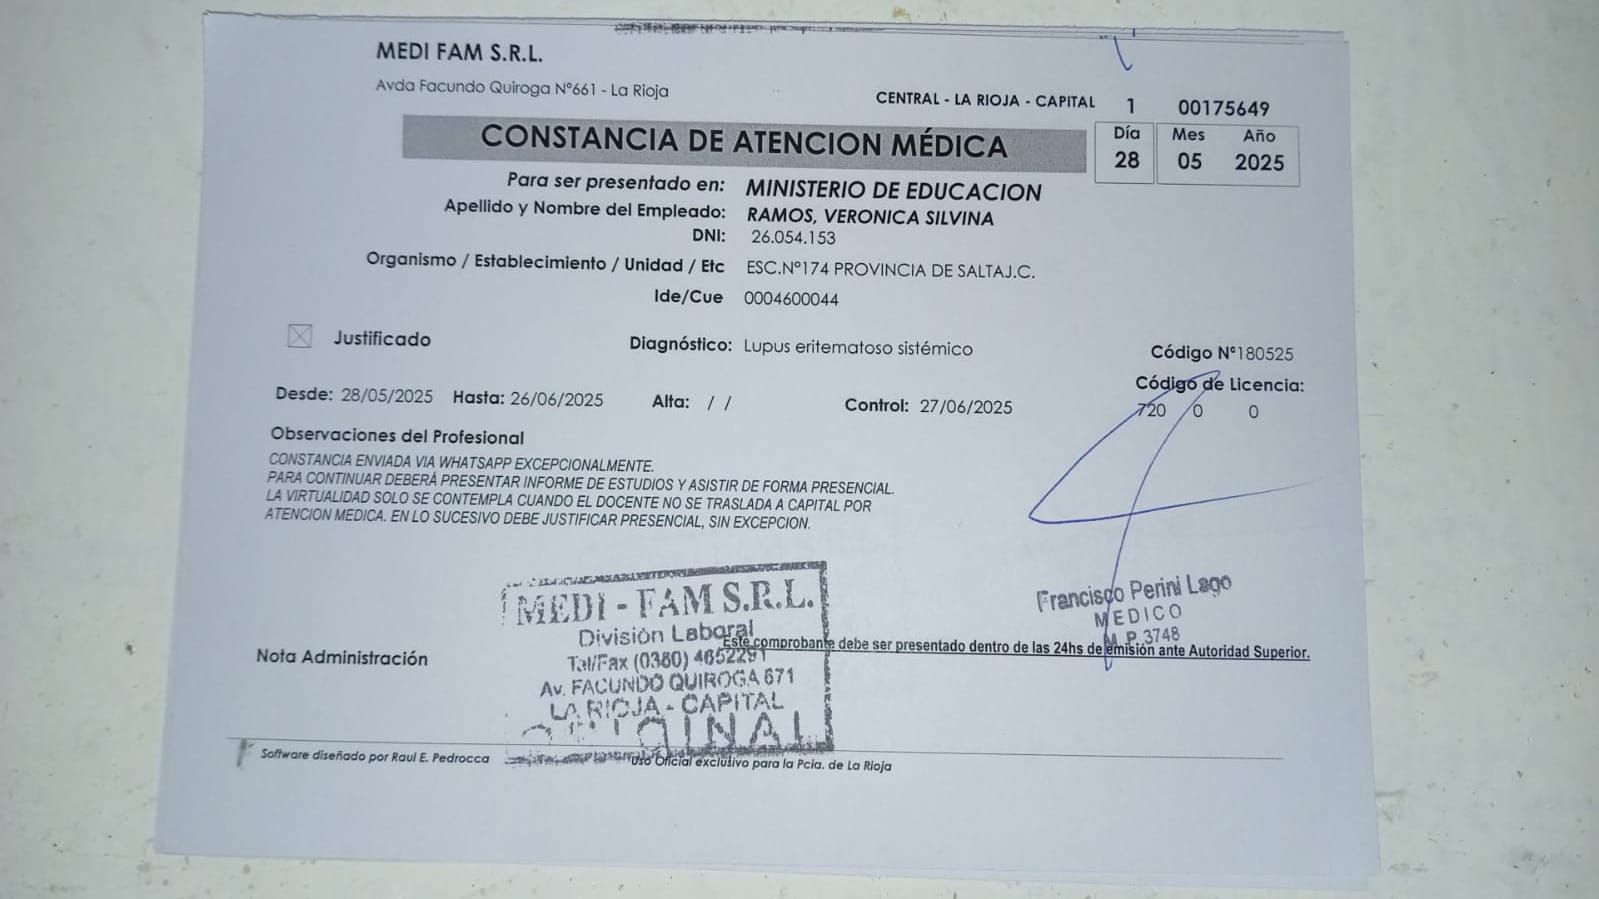 MEDI FAM S.R.L.
Avda Facundo Quiroga Nº661 - La Rioja
CENTRAL - LA RIOJA - CAPITAL 1 00175649
CONSTANCIA DE ATENCION MÉDICA
Día Mes Año
28 05 2025
Para ser presentado en: MINISTERIO DE EDUCACION
Apellido y Nombre del Empleado: RAMOS, VERONICA SILVINA
DNI: 26.054.153
Organismo / Establecimiento / Unidad / Etc ESC.Nº174 PROVINCIA DE SALTAJ.C.
Ide/Cue 0004600044
Justificado
Diagnóstico: Lupus eritematoso sistémico
Código Nº180525
Código de Licencia:
720 0 0
Desde: 28/05/2025 Hasta: 26/06/2025 Alta: / / Control: 27/06/2025
Observaciones del Profesional
CONSTANCIA ENVIADA VIA WHATSAPP EXCEPCIONALMENTE.
PARA CONTINUAR DEBERÁ PRESENTAR INFORME DE ESTUDIOS Y ASISTIR DE FORMA PRESENCIAL.
LA VIRTUALIDAD SOLO SE CONTEMPLA CUANDO EL DOCENTE NO SE TRASLADA A CAPITAL POR
ATENCION MEDICA. EN LO SUCESIVO DEBE JUSTIFICAR PRESENCIAL, SIN EXCEPCION.
MEDI - FAM S.R.L.
División Laboral
Tel/Fax (0380) 4652291
Av. FACUNDO QUIROGA 671
LA RIOJA - CAPITAL
ORIGINAL
Francisco Perini Lago
MEDICO
M. P. 3748
Este comprobante debe ser presentado dentro de las 24hs de emisión ante Autoridad Superior.
Nota Administración
Software diseñado por Raul E. Pedrocca
Uso Oficial exclusivo para la Pcia. de La Rioja